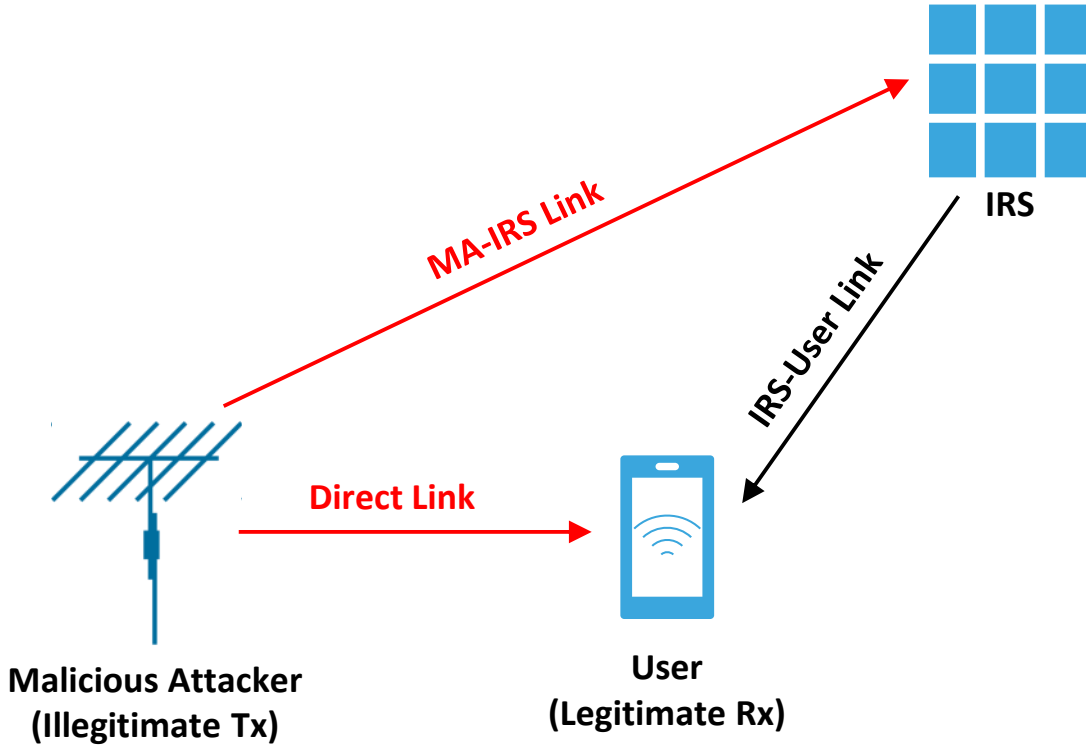 IRS
MA-IRS Link
IRS-User Link
Direct Link
Malicious Attacker
(Illegitimate Tx)
User
(Legitimate Rx)